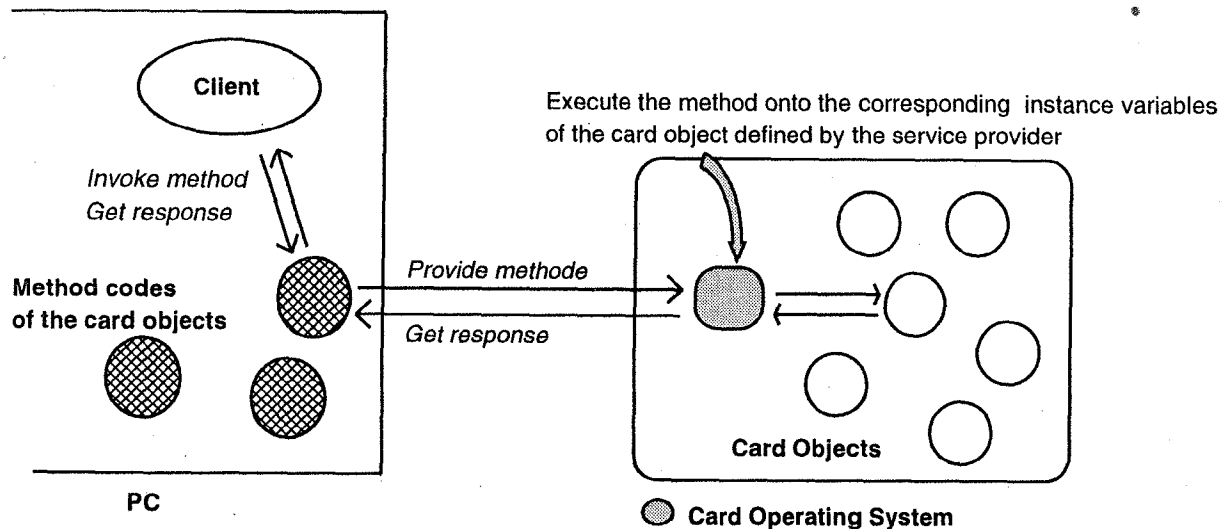 Client
Execute the method onto the corresponding instance variables
of the card object defined by the service provider
Invoke method
Get response
Provide methode
Get response
Method codes
of the card objects
Card Objects
PC
Card Operating System